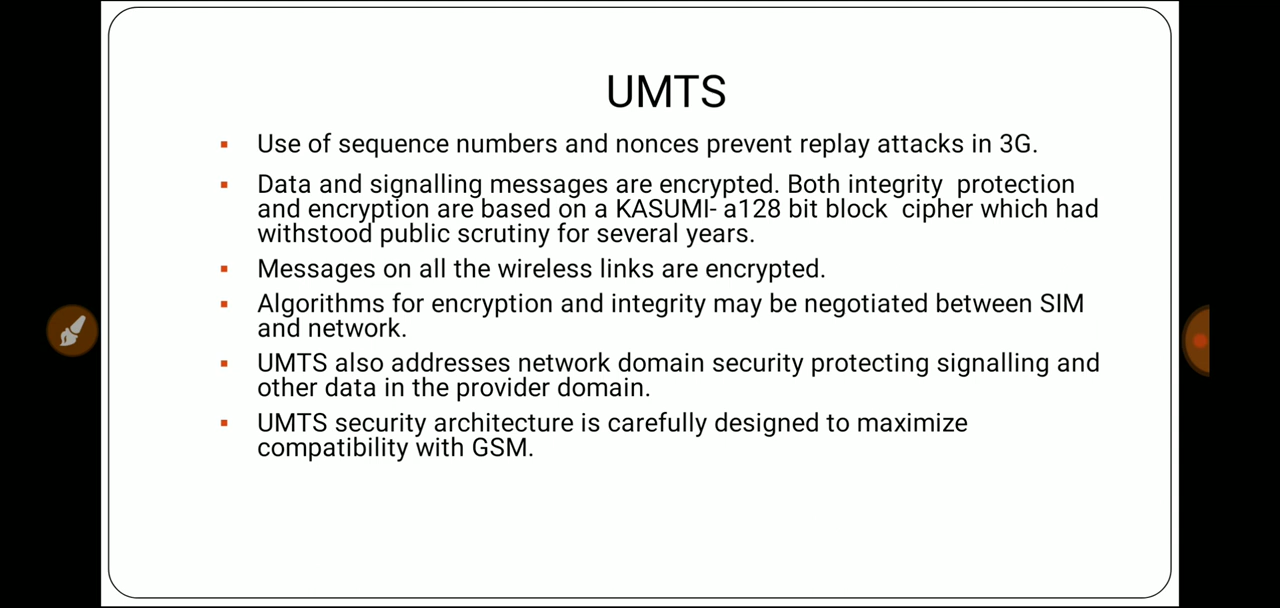 UMTS
Use of sequence numbers and nonces prevent replay attacks in 3G.
Data and signalling messages are encrypted. Both integrity  protection
and encryption are based on a KASUMI- a128 bit block  cipher which had
withstood public scrutiny for several years.
Messages on all the wireless links are encrypted.
Algorithms for encryption and integrity may be negotiated between SIM
and network.
UMTS also addresses network domain security protecting signalling and
other data in the provider domain.
UMTS security architecture is carefully designed to maximize
compatibility with GSM.